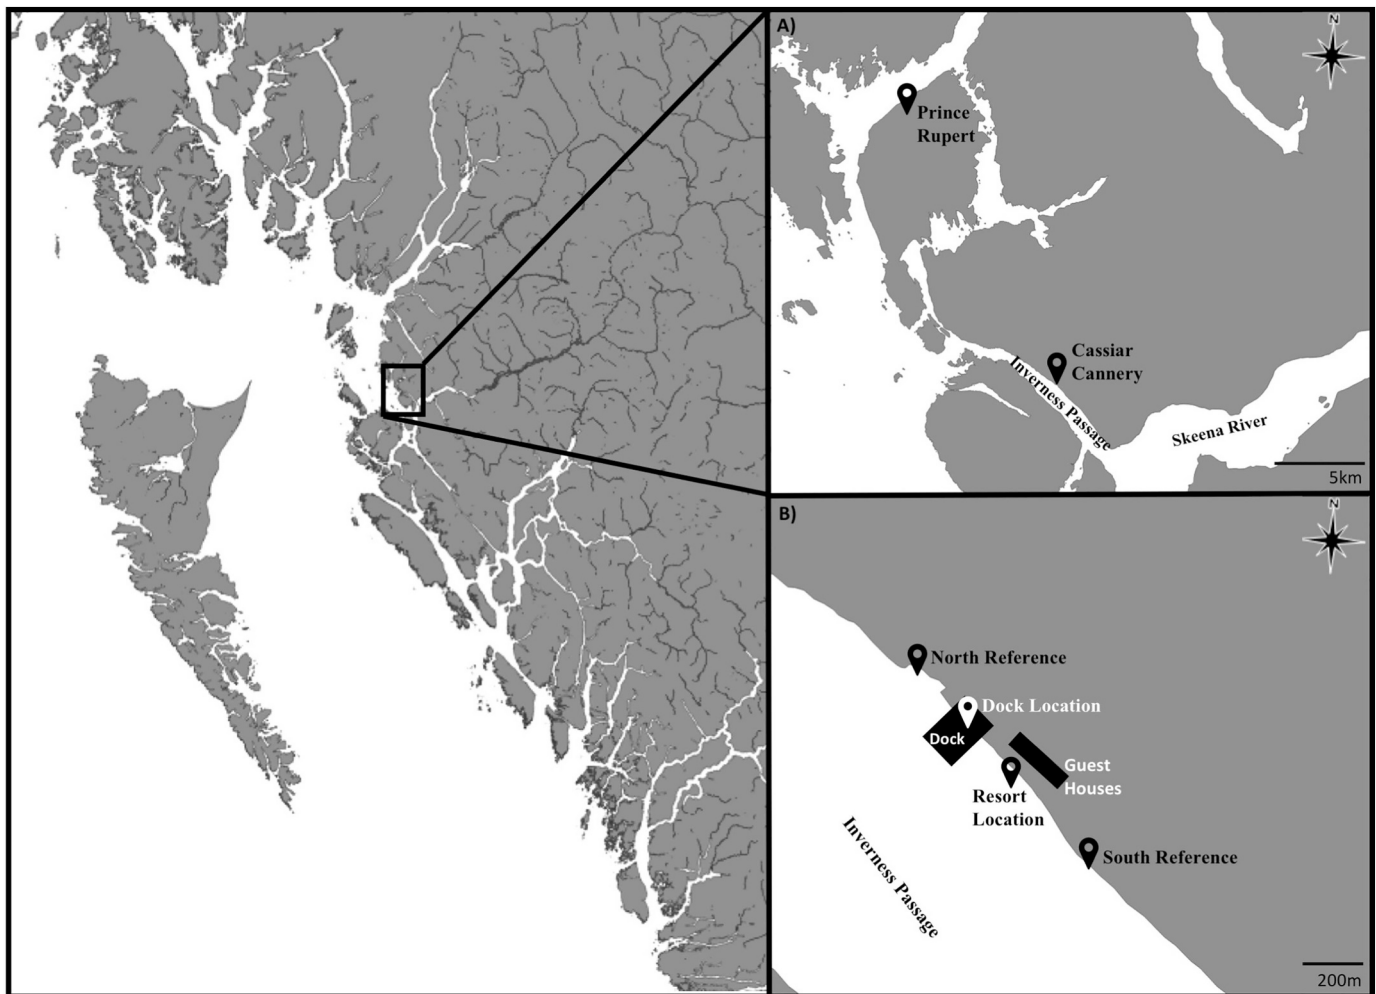 A)
N
Prince
Rupert
Cassiar
Cannery
Inverness Passage
Skeena River
5km
B)
N
North Reference
Dock Location
Dock
Guest
Houses
Resort
Location
South Reference
Inverness Passage
200m